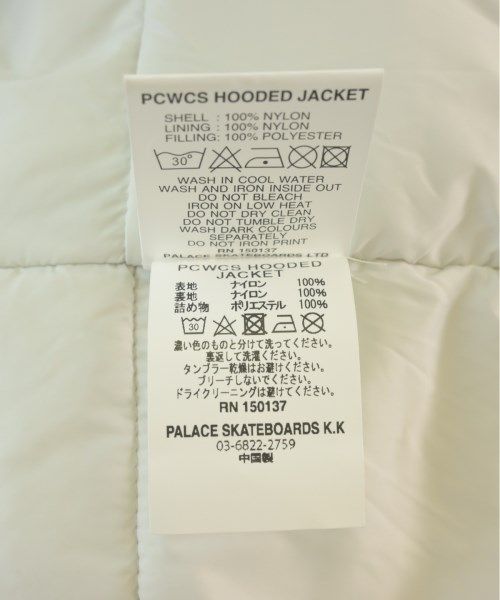 PCWCS HOODED JACKET
SHELL : 100% NYLON
LINING : 100% NYLON
FILLING: 100% POLYESTER
30°
WASH IN COOL WATER
WASH AND IRON INSIDE OUT
DO NOT BLEACH
IRON ON LOW HEAT
DO NOT DRY CLEAN
DO NOT TUMBLE DRY
WASH DARK COLOURS
SEPARATELY
DO NOT IRON PRINT
RN 150137
PALACE SKATEBOARDS LTD
PCWCS HOODED
JACKET
表地 ナイロン 100%
裏地 ナイロン 100%
詰め物 ポリエステル 100%
30
濃い色のものと分けて洗ってください。
裏返して洗濯ください。
タンブラー乾燥はお避けください。
ブリーチしないでください。
ドライクリーニングは避けください。
RN 150137
PALACE SKATEBOARDS K.K
03-6822-2759
中国製